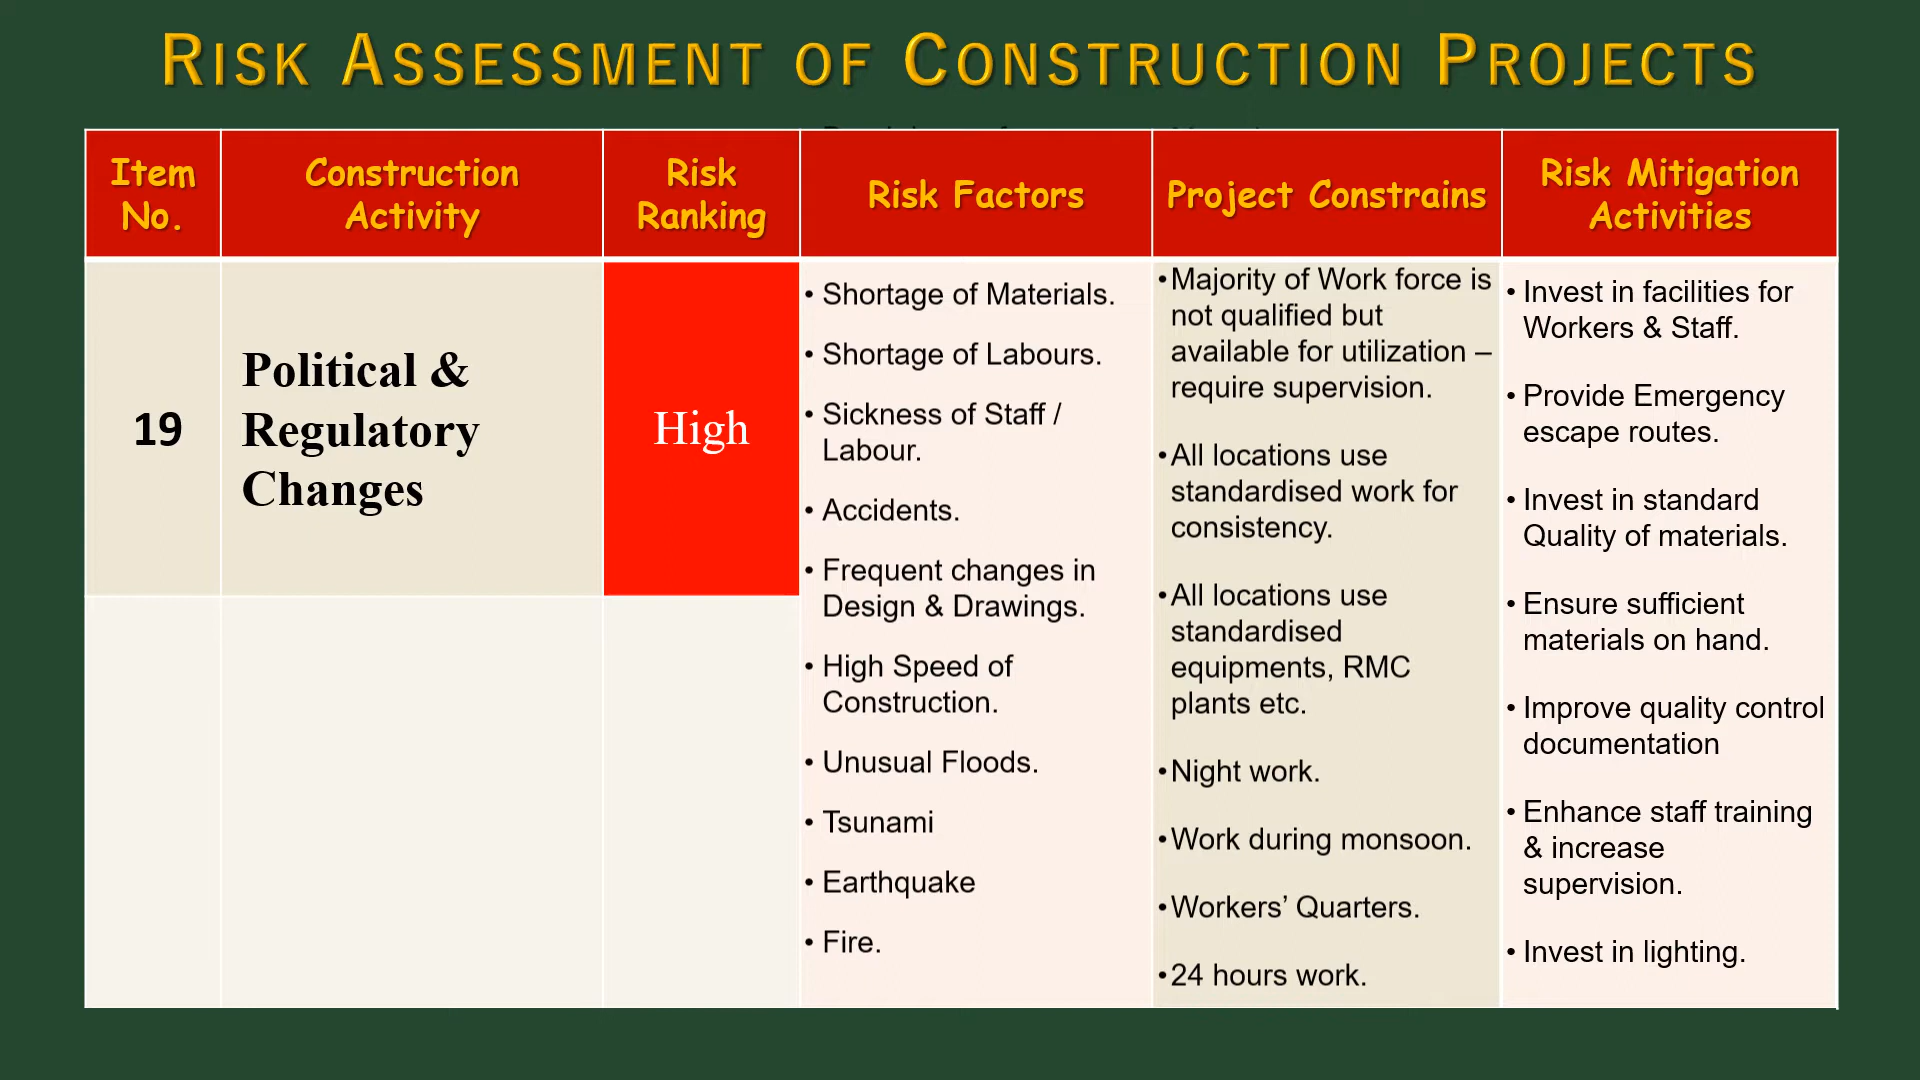 RISK ASSESSMENT OF CONSTRUCTION PROJECTS
Item
No.
Construction
Activity
Risk
Ranking
Risk Factors
Project Constrains
Risk Mitigation
Activities
19
Political &
Regulatory
Changes
High
• Shortage of Materials.
• Shortage of Labours.
• Sickness of Staff /
Labour.
• Accidents.
• Frequent changes in
Design & Drawings.
• High Speed of
Construction.
• Unusual Floods.
• Tsunami
• Earthquake
• Fire.
•Majority of Work force is
not qualified but
available for utilization –
require supervision.
•All locations use
standardised work for
consistency.
•All locations use
standardised
equipments, RMC
plants etc.
•Night work.
•Work during monsoon.
•Workers’ Quarters.
•24 hours work.
• Invest in facilities for
Workers & Staff.
• Provide Emergency
escape routes.
• Invest in standard
Quality of materials.
• Ensure sufficient
materials on hand.
• Improve quality control
documentation
• Enhance staff training
& increase
supervision.
• Invest in lighting.